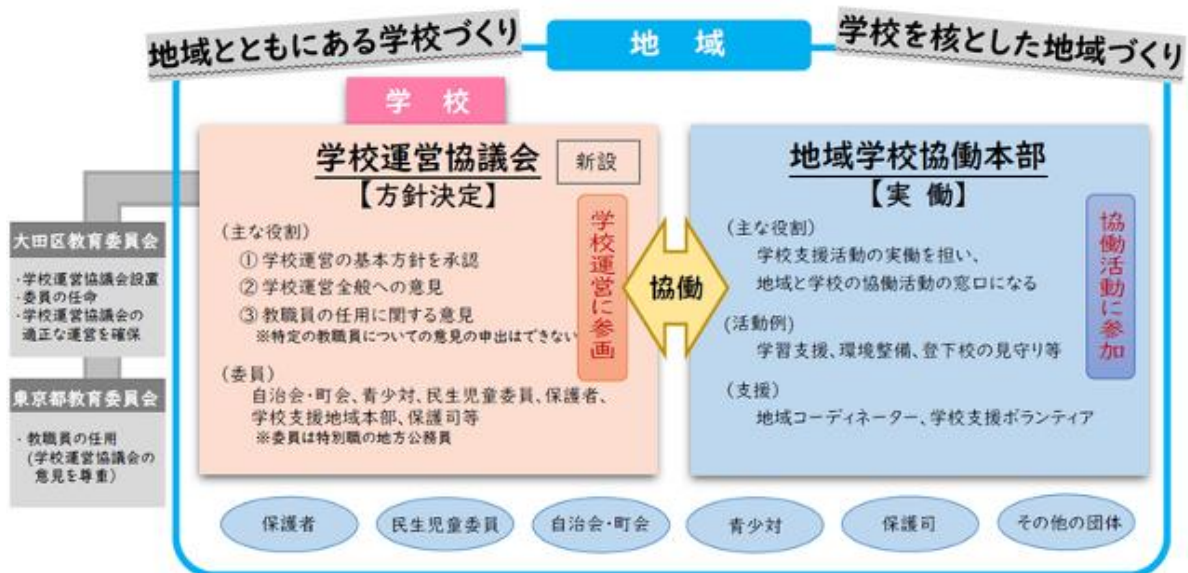 地域とともにある学校づくり
地 域
学校を核とした地域づくり
学 校
学校運営協議会
新設
【方針決定】
(主な役割)
①学校運営の基本方針を承認
②学校運営全般への意見
③教職員の任用に関する意見
※特定の教職員についての意見の申出はできない
(委員)
自治会・町会、青少対、民生児童委員、保護者、
学校支援地域本部、保護司等
※委員は特別職の地方公務員
学校運営に参画
協働
地域学校協働本部
【実 働】
(主な役割)
学校支援活動の実働を担い、
地域と学校の協働活動の窓口になる
(活動例)
学習支援、環境整備、登下校の見守り等
(支援)
地域コーディネーター、学校支援ボランティア
協働活動に参加
大田区教育委員会
・学校運営協議会設置
・委員の任命
・学校運営協議会の
適正な運営を確保
東京都教育委員会
・教職員の任用
(学校運営協議会の
意見を尊重)
保護者
民生児童委員
自治会・町会
青少対
保護司
その他の団体